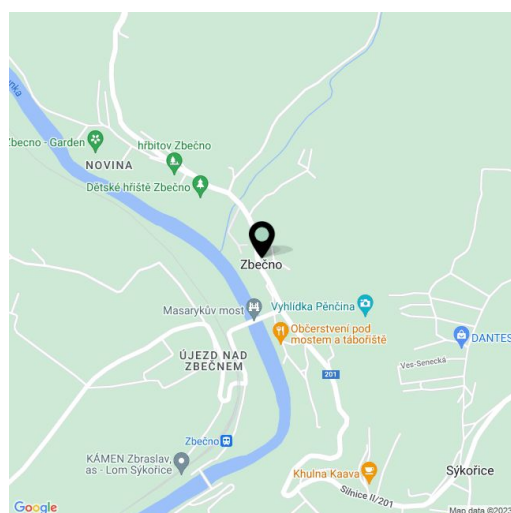 Zbecno - Garden
NOVINA
hřbitov Zbečno
Dětské hřiště Zbečno
Zbečno
Masarykův most
Vyhlídka Pěnčina
Občerstvení pod
mostem a tábořiště
DANTES
ÚJEZD NAD
ZBEČNEM
Ves-Senecká
201
Zbečno
KÁMEN Zbraslav,
as - Lom Sýkořice
Khulna Kaava
Sýkořice
Silnice II/201
Google
Map data ©2023